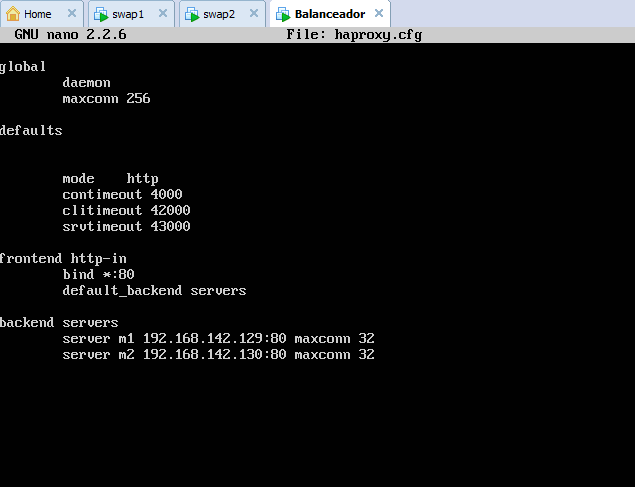 Home swap1 swap2 Balanceador
GNU nano 2.2.6 File: haproxy.cfg
global
daemon
maxconn 256
defaults
mode http
contimeout 4000
clitimeout 42000
srvtimeout 43000
frontend http-in
bind *:80
default_backend servers
backend servers
server m1 192.168.142.129:80 maxconn 32
server m2 192.168.142.130:80 maxconn 32